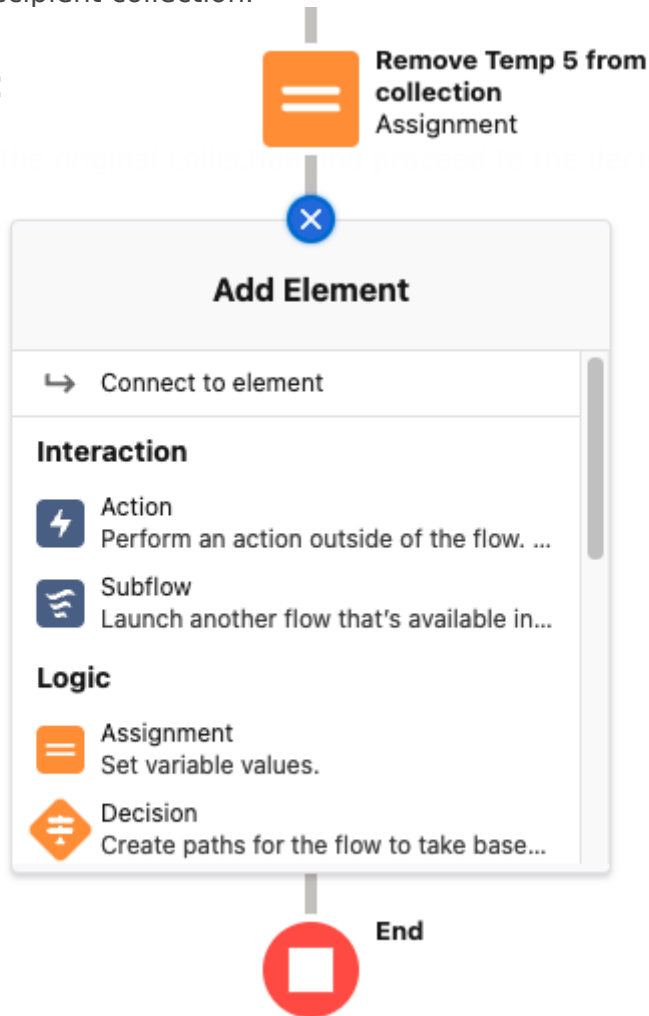 Remove Temp 5 from
collection
Assignment
Add Element
Connect to element
Interaction
Action
Perform an action outside of the flow. ...
Subflow
Launch another flow that's available in...
Logic
Assignment
Set variable values.
Decision
Create paths for the flow to take base...
End